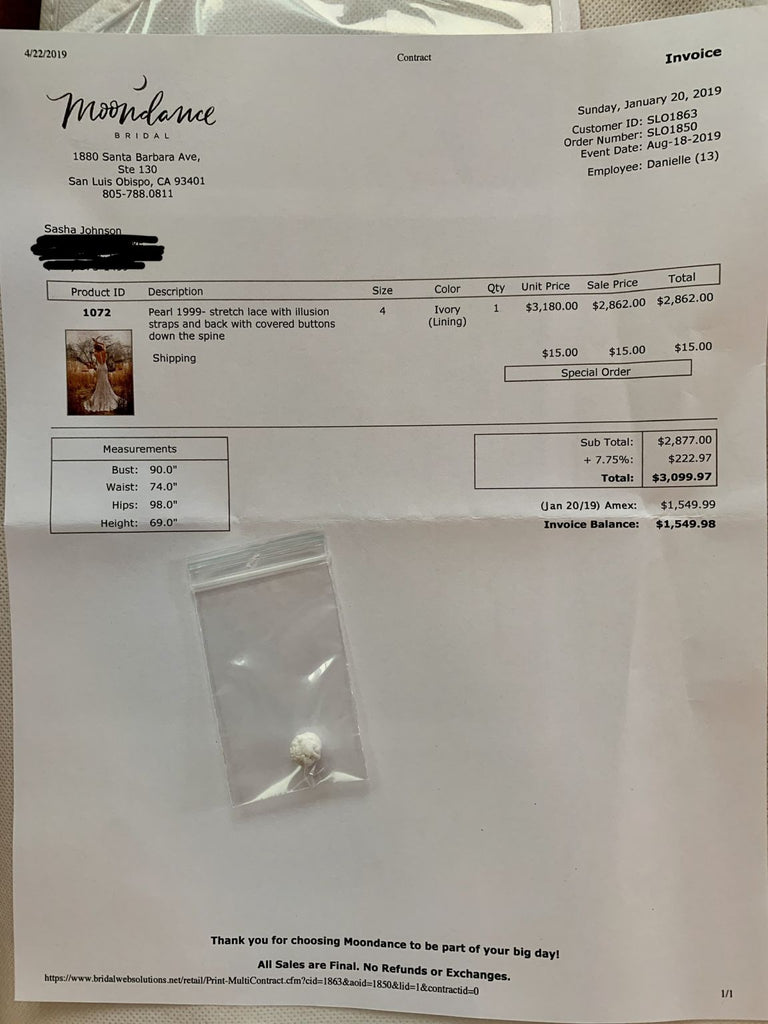 4/22/2019
Contract
Invoice
Moondance
BRIDAL
1880 Santa Barbara Ave,
Ste 130
San Luis Obispo, CA 93401
805-788.0811
Sunday, January 20, 2019
Customer ID: SLO1863
Order Number: SLO1850
Event Date: Aug-18-2019
Employee: Danielle (13)
Sasha Johnson
Product ID Description Size Color Qty Unit Price Sale Price Total
1072 Pearl 1999- stretch lace with illusion 4 Ivory 1 $3,180.00 $2,862.00 $2,862.00
straps and back with covered buttons (Lining)
down the spine
Shipping $15.00 $15.00 $15.00
Special Order
Measurements
Bust: 90.0"
Waist: 74.0"
Hips: 98.0"
Height: 69.0"
Sub Total: $2,877.00
+ 7.75%: $222.97
Total: $3,099.97
(Jan 20/19) Amex: $1,549.99
Invoice Balance: $1,549.98
Thank you for choosing Moondance to be part of your big day!
All Sales are Final. No Refunds or Exchanges.
https://www.bridalwebsolutions.net/retail/Print-MultiContract.cfm?cid=1863&aoid=1850&lid=1&contractid=0
1/1